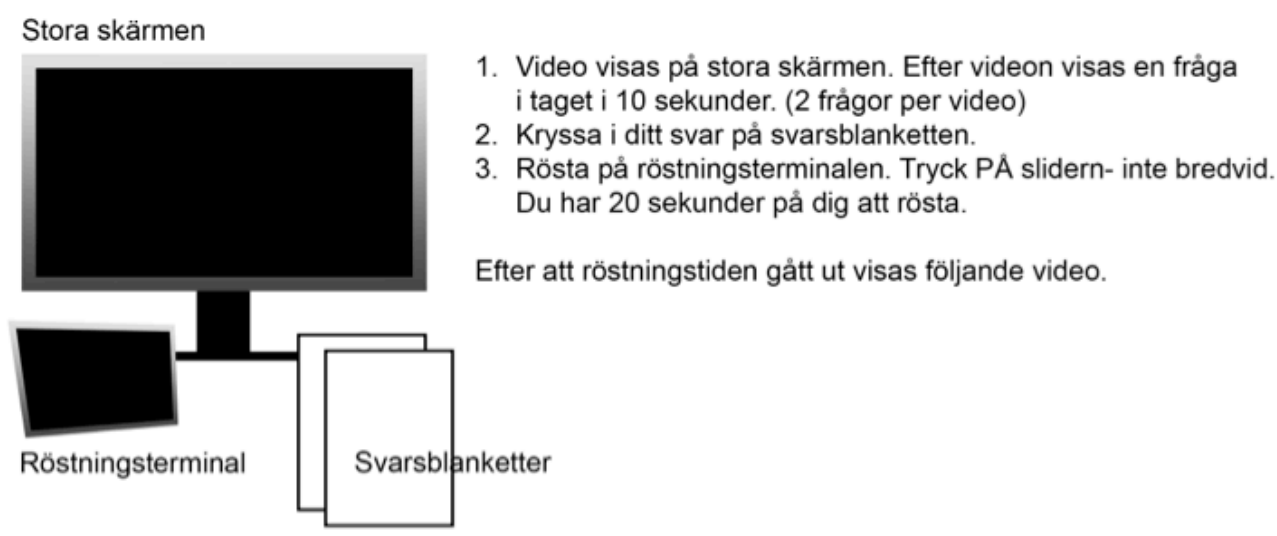 Stora skärmen
1. Video visas på stora skärmen. Efter videon visas en fråga
i taget i 10 sekunder. (2 frågor per video)
2. Kryssa i ditt svar på svarsblanketten.
3. Rösta på röstningsterminalen. Tryck PÅ slidern- inte bredvid.
Du har 20 sekunder på dig att rösta.
Efter att röstningstiden gått ut visas följande video.
Röstningsterminal
Svarsblanketter